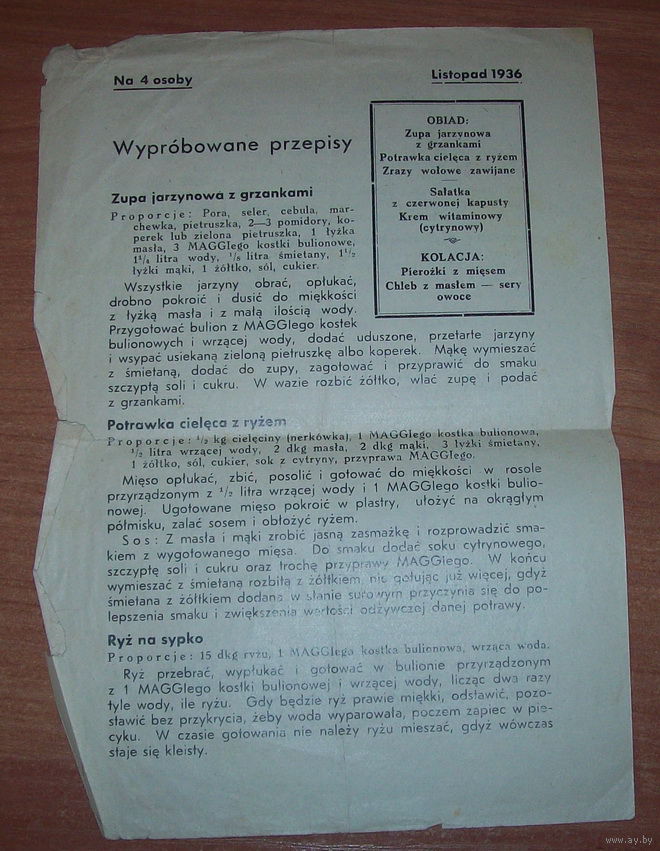 Na 4 osoby
Listopad 1936
Wypróbowane przepisy
OBIAD:
Zupa jarzynowa
z grzankami
Potrawka cielęca z ryżem
Zrazy wołowe zawijane
Sałatka
z czerwonej kapusty
Krem witaminowy
(cytrynowy)
KOLACJA:
Pierożki z mięsem
Chleb z masłem — sery
owoce
Zupa jarzynowa z grzankami
Proporcje: Pora, seler, cebula, mar-
chewka, pietruszka, 2—3 pomidory, ko-
perek lub zielona pietruszka, 1 łyżka
masła, 3 MAGGIego kostki bulionowe,
1¼ litra wody, ⅛ litra śmietany, 1½
łyżki mąki, 1 żółtko, sól, cukier.
Wszystkie jarzyny obrać, opłukać,
drobno pokroić i dusić do miękkości
z łyżką masła i z małą ilością wody.
Przygotować bulion z MAGGIego kostek
bulionowych i wrzącej wody, dodać uduszone, przetarte jarzyny
i wsypać usiekaną zieloną pietruszkę albo koperek. Mąkę wymieszać
z śmietaną, dodać do zupy, zagotować i przyprawić do smaku
szczyptą soli i cukru. W wazie rozbić żółtko, wlać zupę i podać
z grzankami.
Potrawka cielęca z ryżem
Proporcje: ½ kg cielęciny (nerkówka), 1 MAGGIego kostka bulionowa,
½ litra wrzącej wody, 2 dkg masła, 2 dkg mąki, 3 łyżki śmietany,
1 żółtko, sól, cukier, sok z cytryny, przyprawa MAGGIego.
Mięso opłukać, zbić, posolić i gotować do miękkości w rosole
przyrządzonym z ½ litra wrzącej wody i 1 MAGGIego kostki bulio-
nowej. Ugotowane mięso pokroić w plastry, ułożyć na okrągłym
półmisku, zalać sosem i obłożyć ryżem.
Sos: Z masła i mąki zrobić jasną zasmażkę i rozprowadzić sma-
kiem z wygotowanego mięsa. Do smaku dodać soku cytrynowego,
szczyptę soli i cukru oraz trochę przyprawy MAGGIego. W końcu
wymieszać z śmietaną rozbitą z żółtkiem, nie gotując już więcej, gdyż
śmietana z żółtkiem dodana w stanie surowym przyczynia się do po-
lepszenia smaku i zwiększenia wartości odżywczej danej potrawy.
Ryż na sypko
Proporcje: 15 dkg ryżu, 1 MAGGIego kostka bulionowa, wrząca woda.
Ryż przebrać, wypłukać i gotować w bulionie przyrządzonym
z 1 MAGGIego kostki bulionowej i wrzącej wody, licząc dwa razy
tyle wody, ile ryżu. Gdy będzie ryż prawie miękki, odstawić, pozo-
stawić bez przykrycia, żeby woda wyparowała, poczem zapiec w pie-
cyku. W czasie gotowania nie należy ryżu mieszać, gdyż wówczas
staje się kleisty.
www.ay.by